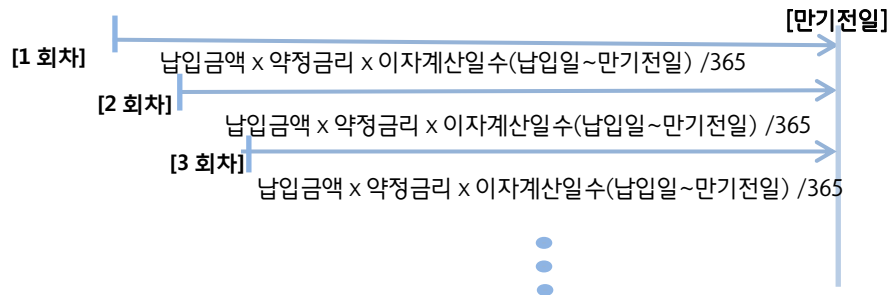 [만기전일]
[1 회차]
납입금액 x 약정금리 x 이자계산일수(납입일~만기전일) /365
[2 회차]
납입금액 x 약정금리 x 이자계산일수(납입일~만기전일) /365
[3 회차]
납입금액 x 약정금리 x 이자계산일수(납입일~만기전일) /365